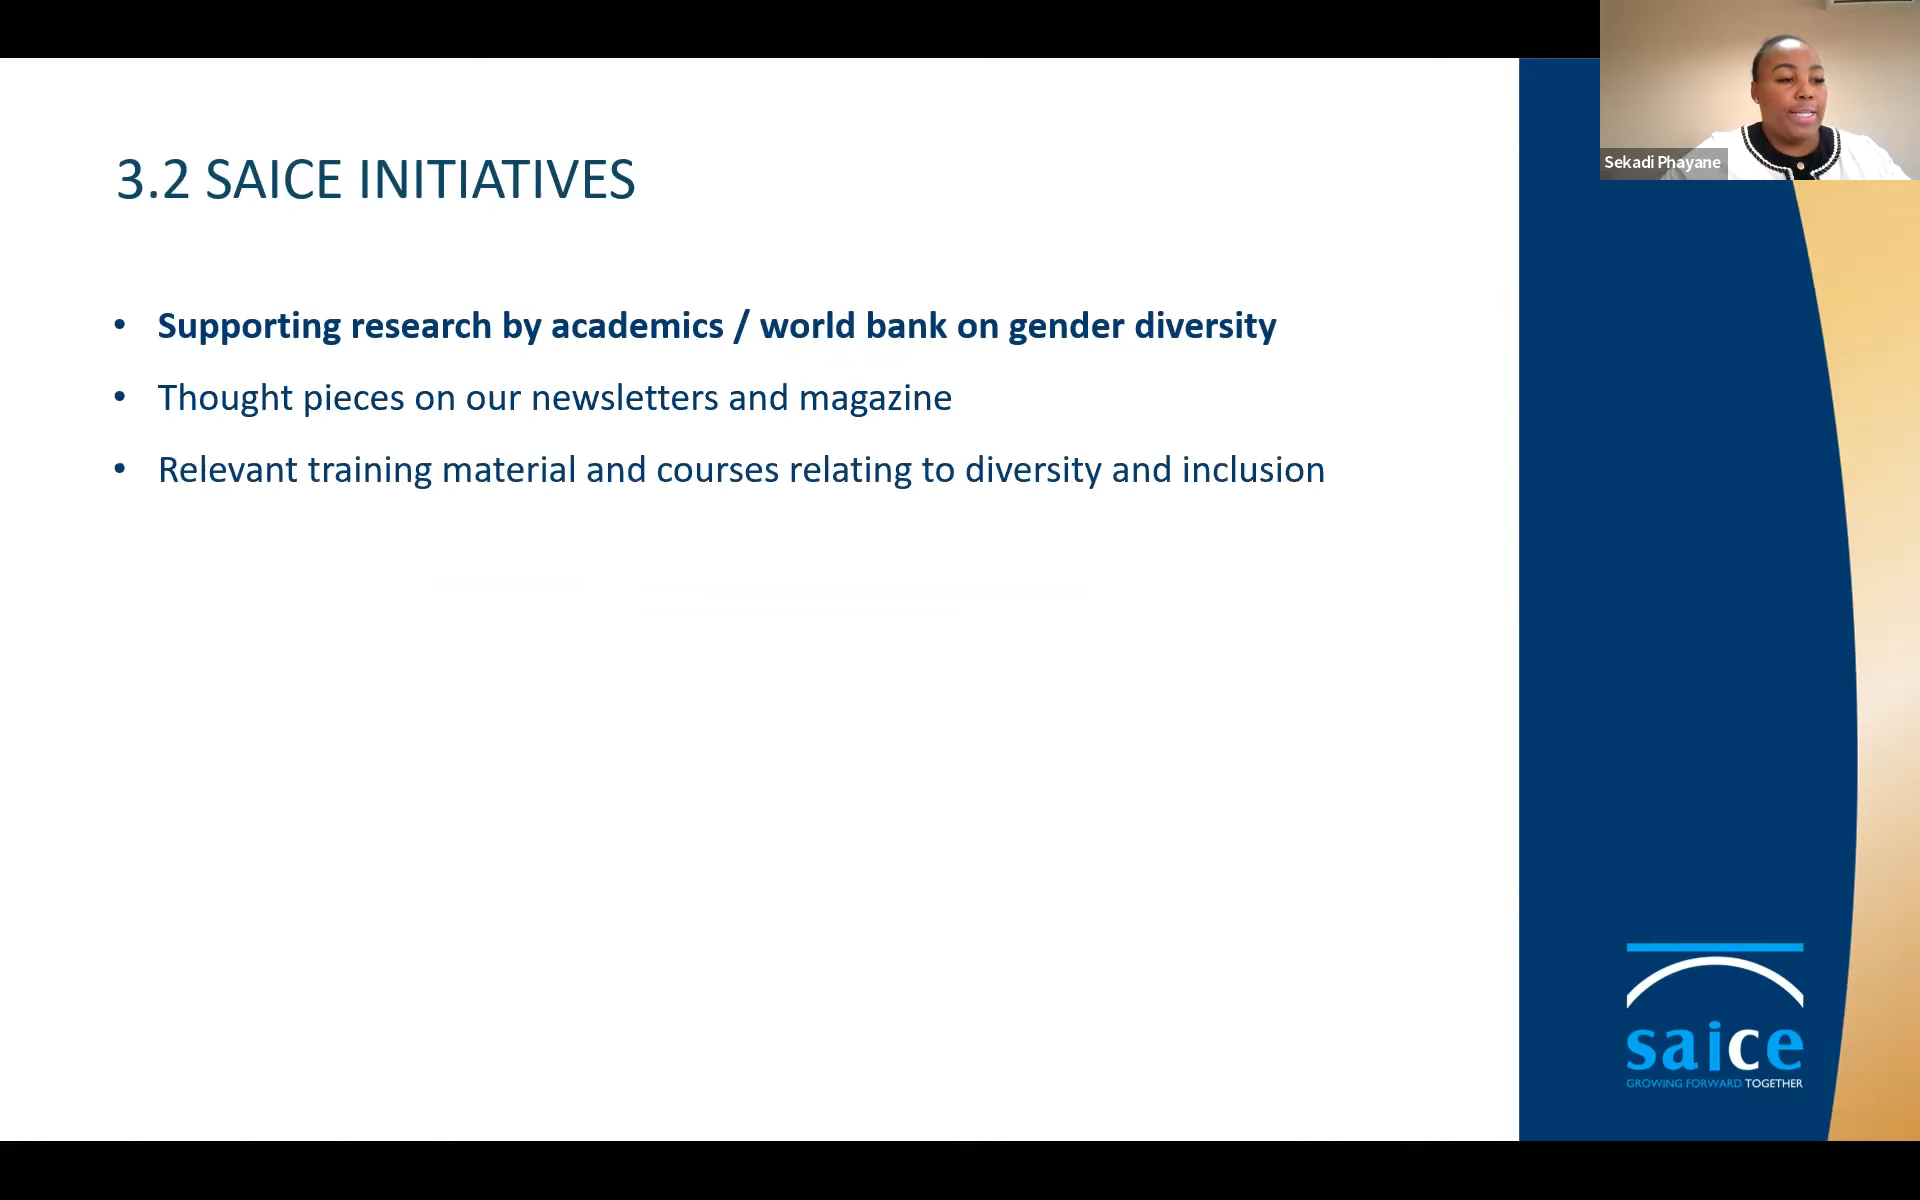 3.2 SAICE INITIATIVES
• Supporting research by academics / world bank on gender diversity
• Thought pieces on our newsletters and magazine
• Relevant training material and courses relating to diversity and inclusion
Sekadi Phayane
saice
GROWING FORWARD TOGETHER